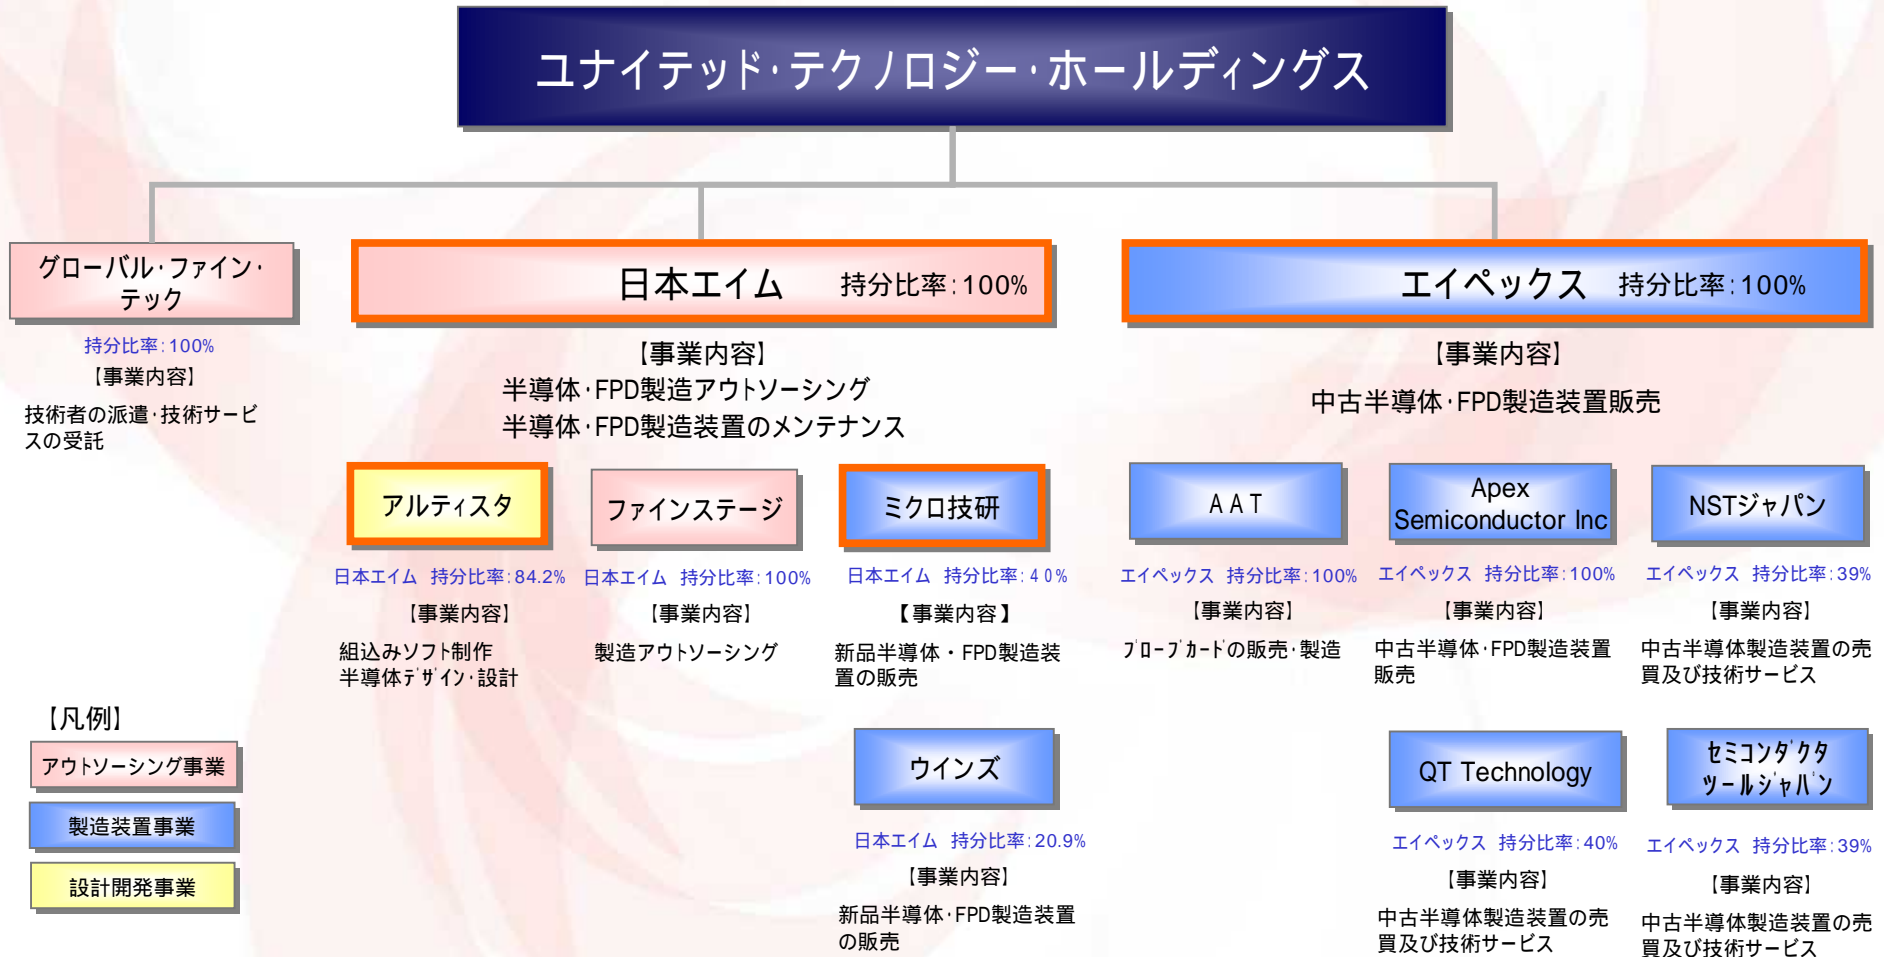 ユナイテッド・テクノロジー・ホールディングス
グローバル・ファイン・
テック
持分比率:100%
【事業内容】
技術者の派遣・技術サービ
スの受託
日本エイム 持分比率:100%
【事業内容】
半導体・FPD製造アウトソーシング
半導体・FPD製造装置のメンテナンス
エイペックス 持分比率:100%
【事業内容】
中古半導体・FPD製造装置販売
アルティスタ
日本エイム 持分比率:84.2%
【事業内容】
組込みソフト制作
半導体デザイン・設計
ファインステージ
日本エイム 持分比率:100%
【事業内容】
製造アウトソーシング
ミクロ技研
日本エイム 持分比率:40%
【事業内容】
新品半導体・FPD製造装
置の販売
AAT
エイペックス 持分比率:100%
【事業内容】
プローブカードの販売・製造
Apex
Semiconductor Inc
エイペックス 持分比率:100%
【事業内容】
中古半導体・FPD製造装置
販売
NSTジャパン
エイペックス 持分比率:39%
【事業内容】
中古半導体製造装置の売
買及び技術サービス
ウインズ
日本エイム 持分比率:20.9%
【事業内容】
新品半導体・FPD製造装置
の販売
QT Technology
エイペックス 持分比率:40%
【事業内容】
中古半導体製造装置の売
買及び技術サービス
セミコンダクタ
ツールジャパン
エイペックス 持分比率:39%
【事業内容】
中古半導体製造装置の売
買及び技術サービス
【凡例】
アウトソーシング事業
製造装置事業
設計開発事業